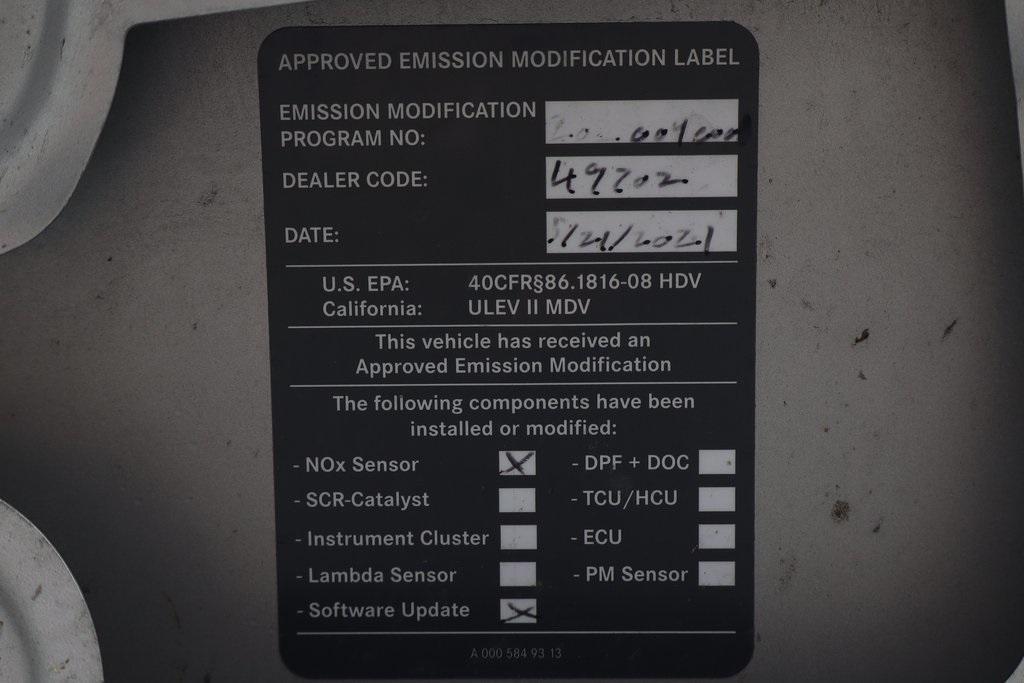 APPROVED EMISSION MODIFICATION LABEL
EMISSION MODIFICATION
PROGRAM NO:
DEALER CODE: 49202
DATE: /21/2021
U.S. EPA: 40CFR§86.1816-08 HDV
California: ULEV II MDV
This vehicle has received an
Approved Emission Modification
The following components have been
installed or modified:
- NOx Sensor X - DPF + DOC
- SCR-Catalyst - TCU/HCU
- Instrument Cluster - ECU
- Lambda Sensor - PM Sensor
- Software Update X
A 000 584 93 13